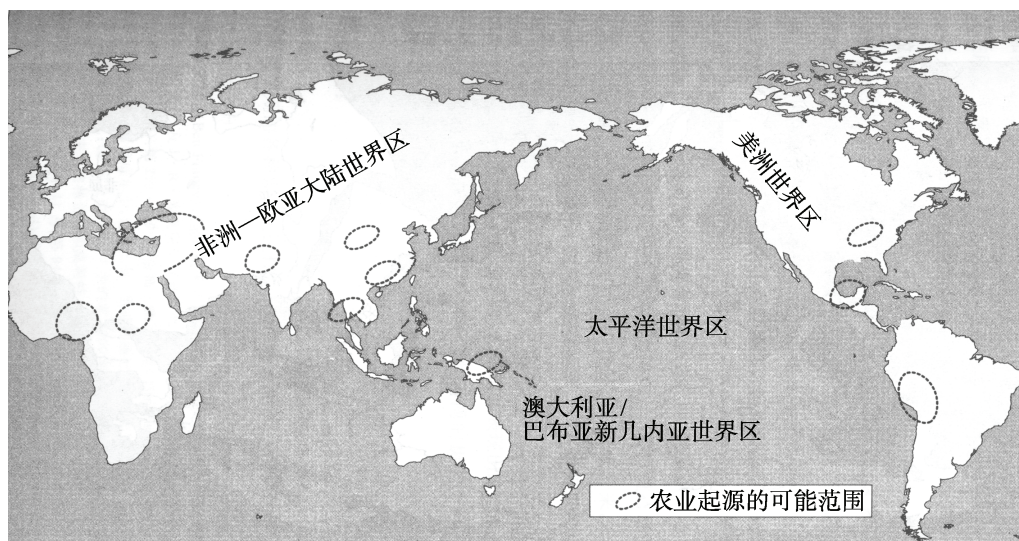 非洲—欧亚大陆世界区
美洲世界区
太平洋世界区
澳大利亚/
巴布亚新几内亚世界区
农业起源的可能范围